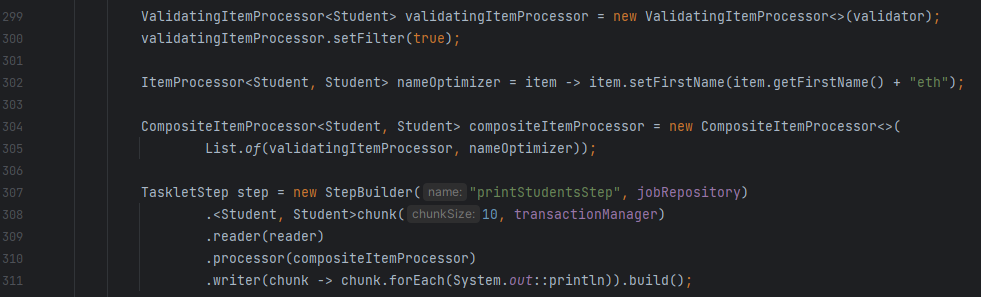 299 ValidatingItemProcessor<Student> validatingItemProcessor = new ValidatingItemProcessor<>(validator);
300 validatingItemProcessor.setFilter(true);
301
302 ItemProcessor<Student, Student> nameOptimizer = item -> item.setFirstName(item.getFirstName() + "eth");
303
304 CompositeItemProcessor<Student, Student> compositeItemProcessor = new CompositeItemProcessor<>(
305 List.of(validatingItemProcessor, nameOptimizer));
306
307 TaskletStep step = new StepBuilder( name: "printStudentsStep", jobRepository)
308 .<Student, Student>chunk( chunkSize: 10, transactionManager)
309 .reader(reader)
310 .processor(compositeItemProcessor)
311 .writer(chunk -> chunk.forEach(System.out::println)).build();